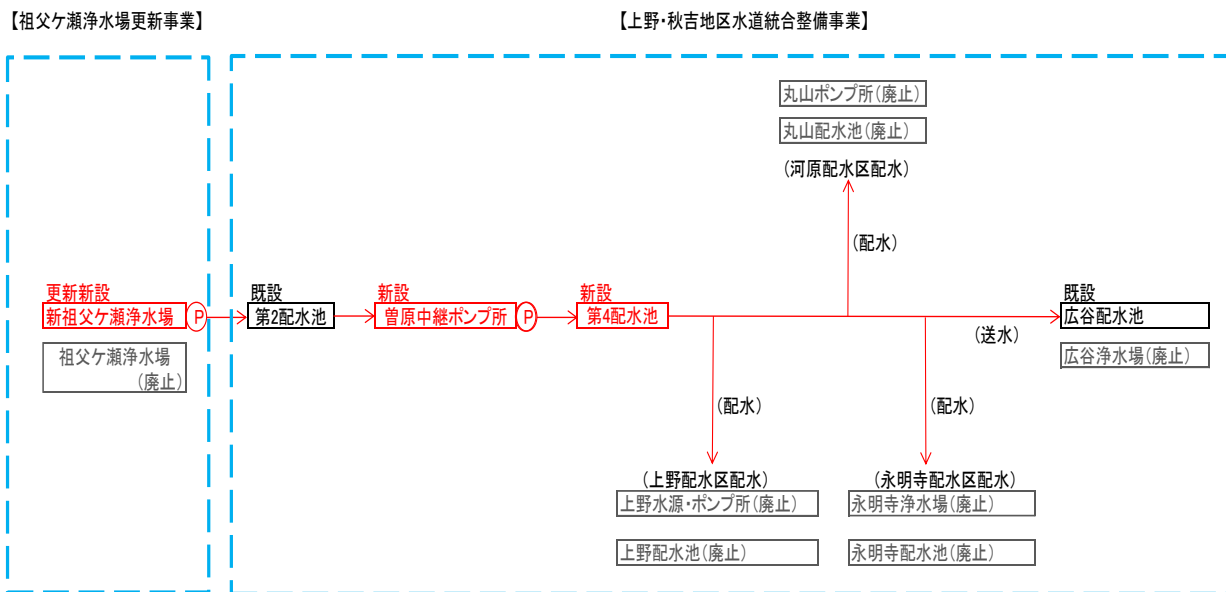 【祖父ケ瀬浄水場更新事業】
【上野・秋吉地区水道統合整備事業】
丸山ポンプ所(廃止)
丸山配水池(廃止)
(河原配水区配水)
(配水)
更新新設
新祖父ケ瀬浄水場
P
既設
第2配水池
新設
曽原中継ポンプ所
P
新設
第4配水池
既設
広谷配水池
(送水)
祖父ケ瀬浄水場
(廃止)
広谷浄水場(廃止)
(配水)
(配水)
(上野配水区配水)
(永明寺配水区配水)
上野水源・ポンプ所(廃止)
永明寺浄水場(廃止)
上野配水池(廃止)
永明寺配水池(廃止)